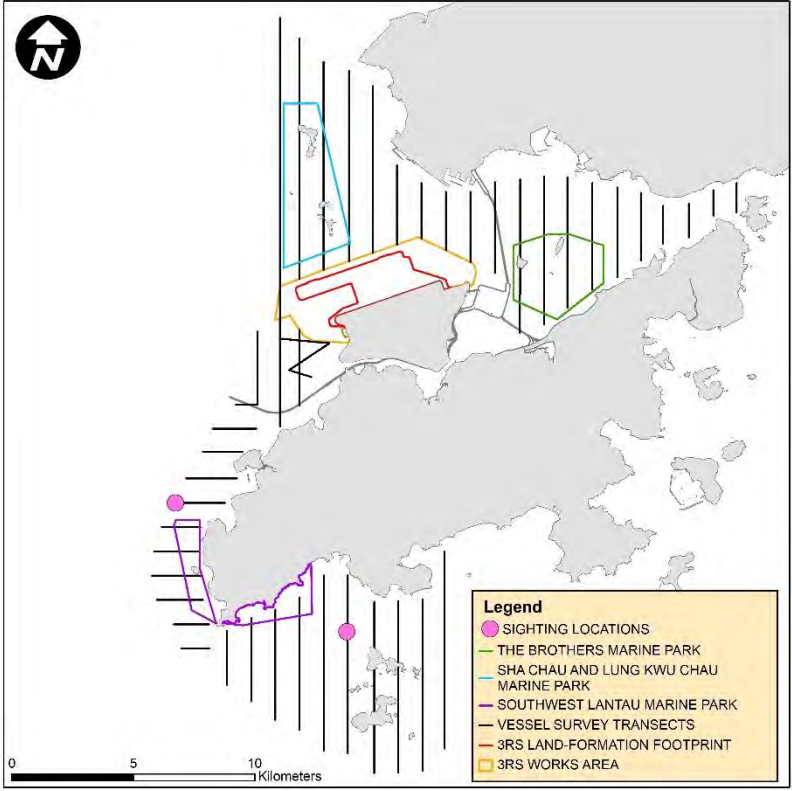 N
Legend
SIGHTING LOCATIONS
THE BROTHERS MARINE PARK
SHA CHAU AND LUNG KWU CHAU
MARINE PARK
SOUTHWEST LANTAU MARINE PARK
VESSEL SURVEY TRANSECTS
3RS LAND-FORMATION FOOTPRINT
3RS WORKS AREA
0 5 10
Kilometers